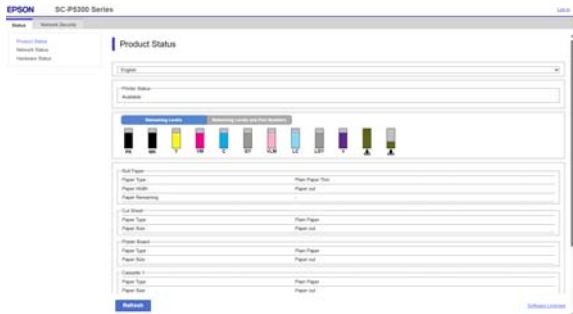 EPSON SC-P5300 Series
Log in
Status Network Security
Product Status
Network Status
Hardware Status
Product Status
English
Printer Status
Available
Remaining Levels Remaining Levels and Part Numbers
PK MK Y VM C GY VLM LC LGY V
Roll Paper
Paper Type Plain Paper Thin
Paper Width Paper out
Paper Remaining -
Cut Sheet
Paper Type Plain Paper
Paper Size Paper out
Poster Board
Paper Type Plain Paper
Paper Size Paper out
Cassette 1
Paper Type Plain Paper
Paper Size Paper out
Refresh
Software Licenses